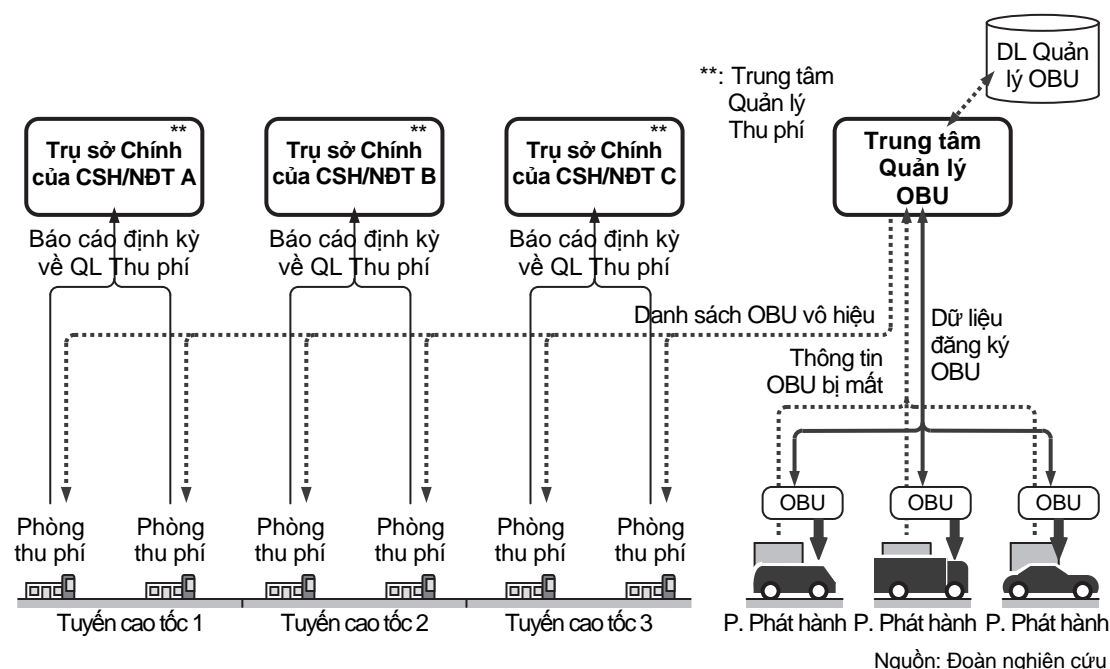 DL Quản
lý OBU
**: Trung tâm
Quản lý
Thu phí
**
Trụ sở Chính
của CSH/NĐT A
**
Trụ sở Chính
của CSH/NĐT B
**
Trụ sở Chính
của CSH/NĐT C
Trung tâm
Quản lý
OBU
Báo cáo định kỳ
về QL Thu phí
Báo cáo định kỳ
về QL Thu phí
Báo cáo định kỳ
về QL Thu phí
Danh sách OBU vô hiệu
Dữ liệu
đăng ký
OBU
Thông tin
OBU bị mất
OBU
OBU
OBU
Phòng
thu phí
Phòng
thu phí
Phòng
thu phí
Phòng
thu phí
Phòng
thu phí
Phòng
thu phí
Tuyến cao tốc 1
Tuyến cao tốc 2
Tuyến cao tốc 3
P. Phát hành
P. Phát hành
P. Phát hành
Nguồn: Đoàn nghiên cứu